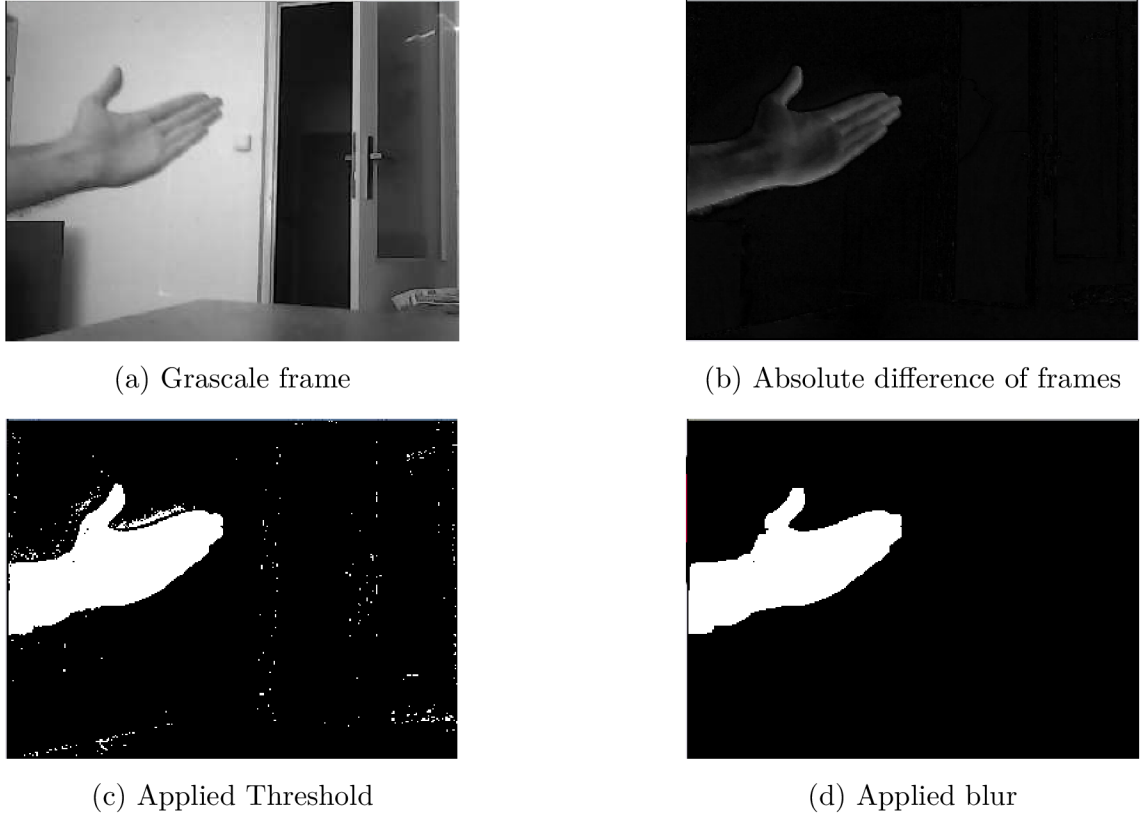 (a) Grascale frame
(b) Absolute difference of frames
(c) Applied Threshold
(d) Applied blur